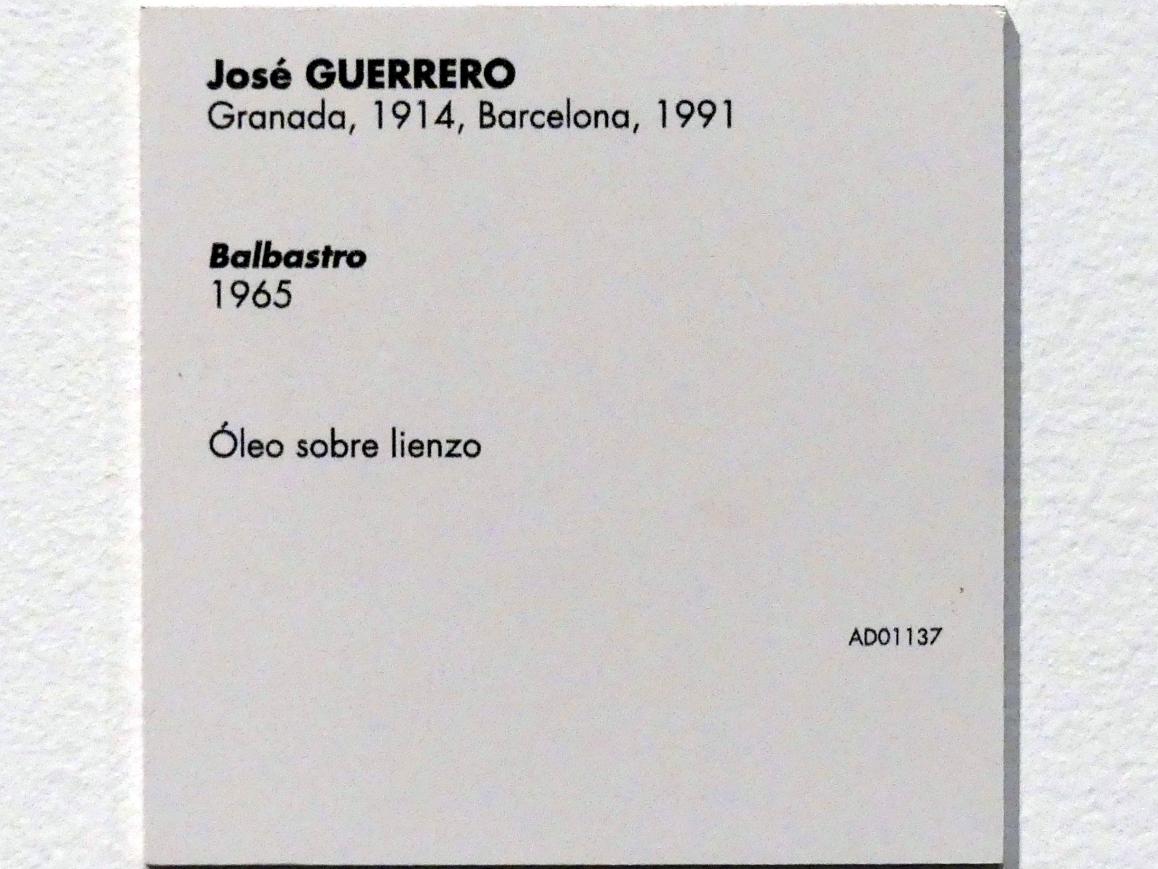 José GUERRERO
Granada, 1914, Barcelona, 1991
Balbastro
1965
Óleo sobre lienzo
AD01137